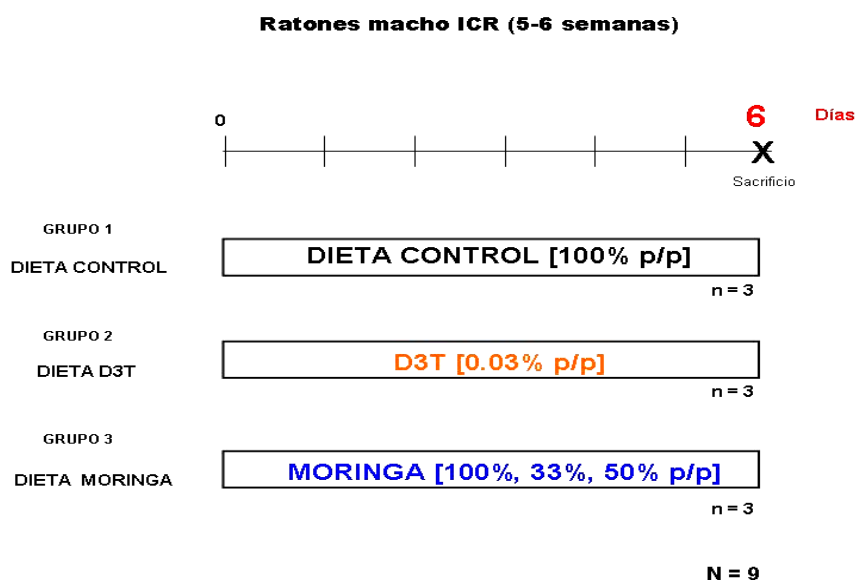 Ratones macho ICR (5-6 semanas)
0
6
Días
X
Sacrificio
GRUPO 1
DIETA CONTROL
DIETA CONTROL [100% p/p]
n = 3
GRUPO 2
DIETA D3T
D3T [0.03% p/p]
n = 3
GRUPO 3
DIETA MORINGA
MORINGA [100%, 33%, 50% p/p]
n = 3
N = 9